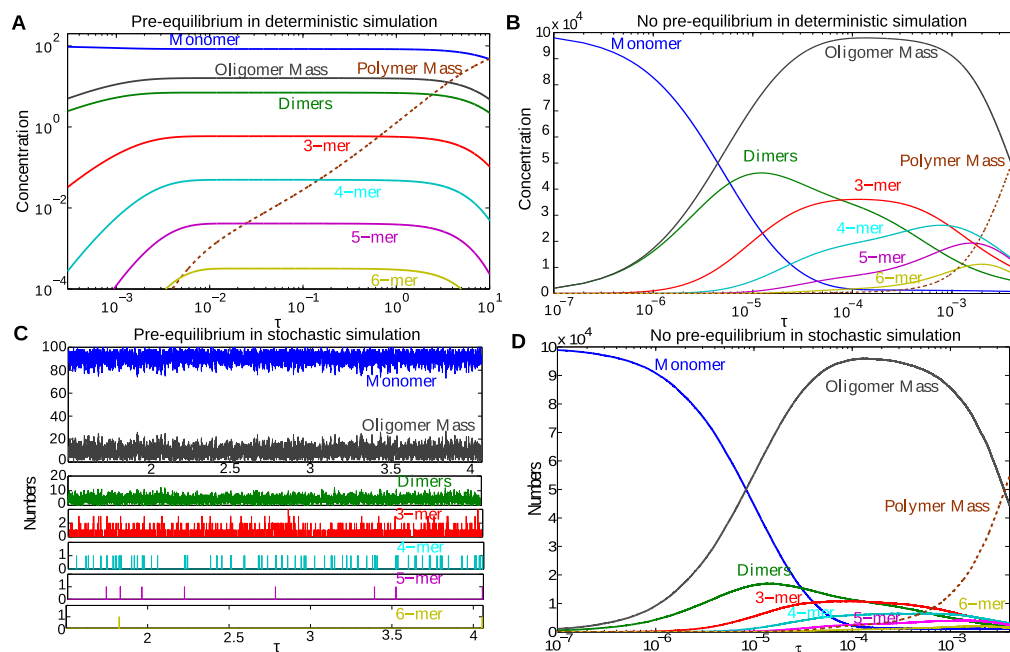 A
Pre-equilibrium in deterministic simulation
10^2
Monomer
Oligomer Mass
Polymer Mass
Dimers
10^0
3-mer
10^-2
4-mer
5-mer
6-mer
10^-4
10^-3
10^-2
10^-1
10^0
10^1
τ
Concentration
B
No pre-equilibrium in deterministic simulation
10 x 10^4
Monomer
Oligomer Mass
Dimers
Polymer Mass
3-mer
4-mer
5-mer
6-mer
9
8
7
6
5
4
3
2
1
0
10^-7
10^-6
10^-5
10^-4
10^-3
τ
Concentration
C
Pre-equilibrium in stochastic simulation
100
80
60
40
20
0
Monomer
Oligomer Mass
2
2.5
3
3.5
4
20
10
0
Dimers
2
0
3-mer
1
0
4-mer
1
0
5-mer
1
0
6-mer
2
2.5
3
3.5
4
τ
Numbers
D
No pre-equilibrium in stochastic simulation
10 x 10^4
Monomer
Oligomer Mass
Polymer Mass
Dimers
3-mer
4-mer
5-mer
6-mer
9
8
7
6
5
4
3
2
1
0
10^-7
10^-6
10^-5
10^-4
10^-3
τ
Numbers